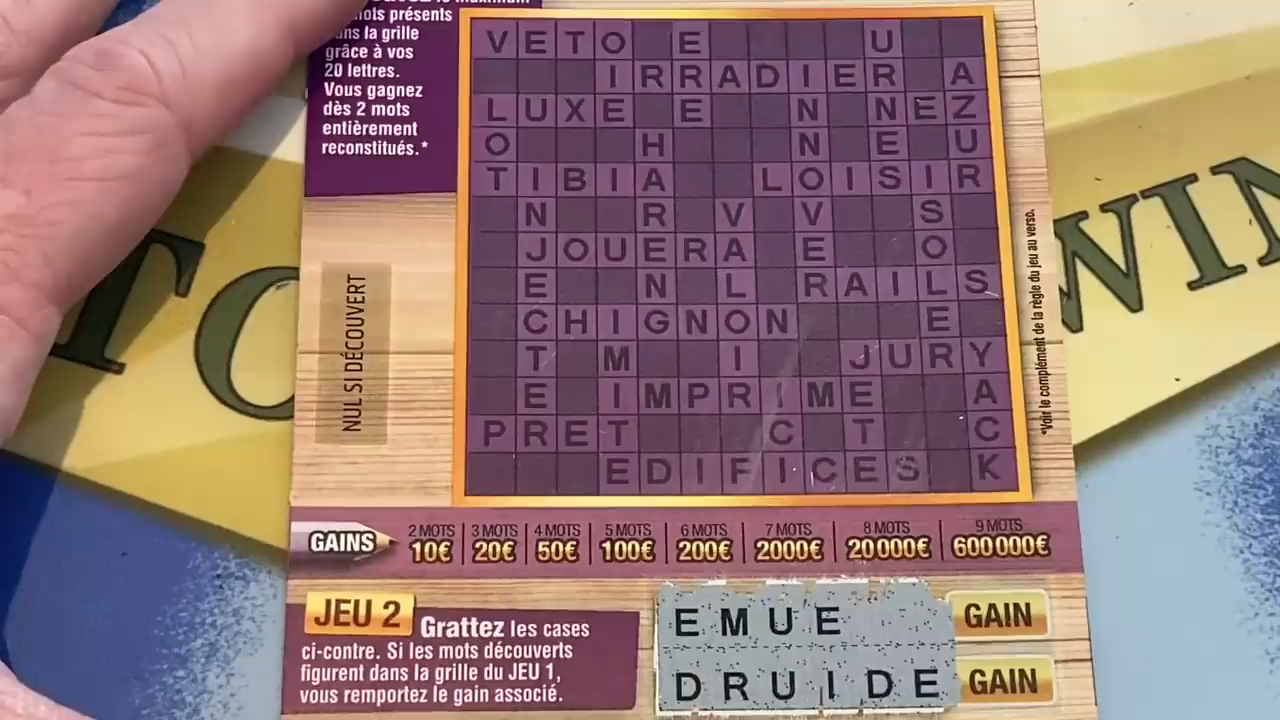 mots présents
dans la grille
grâce à vos
20 lettres.
Vous gagnez
dès 2 mots
entièrement
reconstitués.*
VETO E U
IRRADIER A
LUXE E N NEZ
O H N E U
TIBIA LOISIR
N R V V S
JOUERA E O
E N L RAILS
CHIGNON E
T M I JURY
E IMPRIME A
PRET C T C
EDIFICES K
NUL SI DÉCOUVERT
*Voir le complément de la règle du jeu au verso.
GAINS
2 MOTS 3 MOTS 4 MOTS 5 MOTS 6 MOTS 7 MOTS 8 MOTS 9 MOTS
10€ 20€ 50€ 100€ 200€ 2000€ 20000€ 600000€
JEU 2 Grattez les cases
ci-contre. Si les mots découverts
figurent dans la grille du JEU 1,
vous remportez le gain associé.
EMUE GAIN
DRUIDE GAIN
WIN